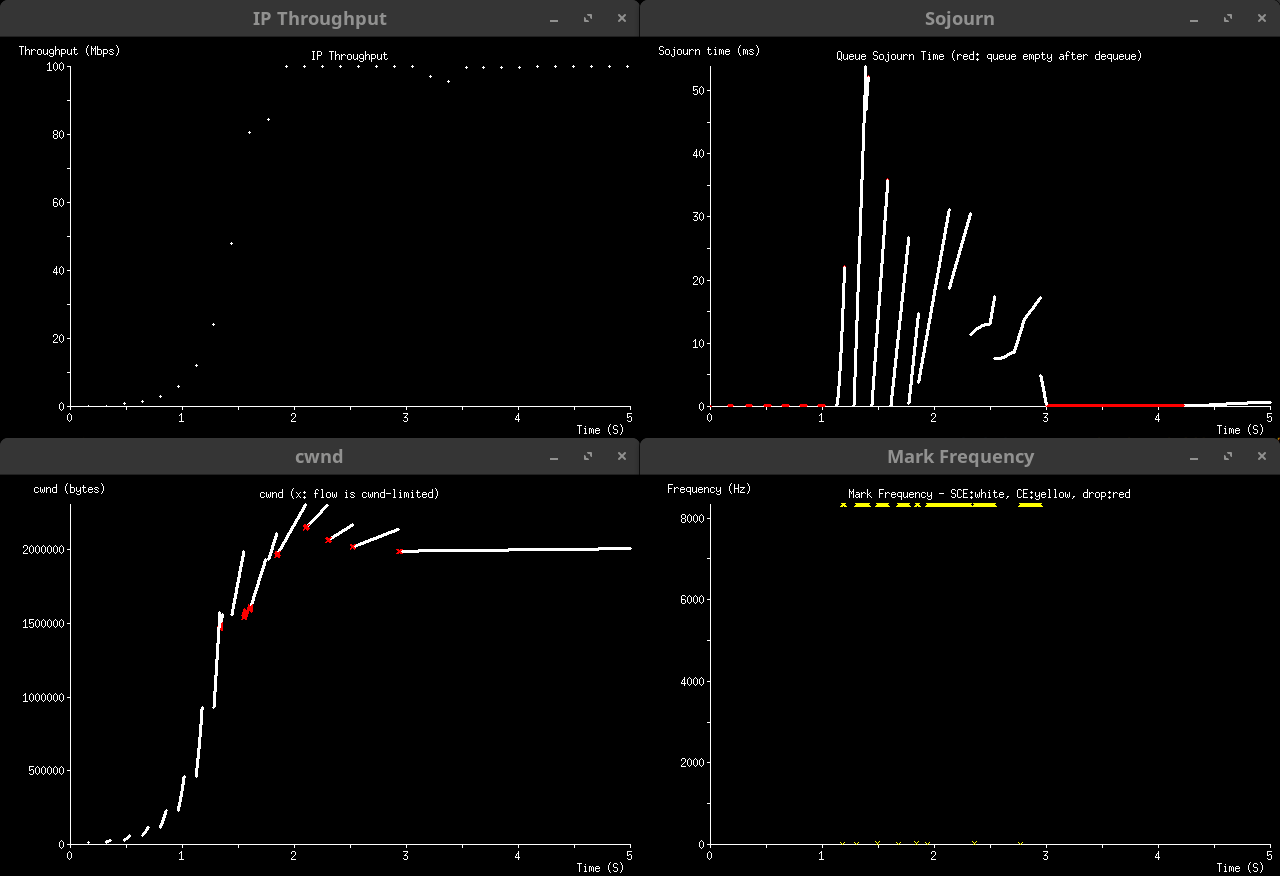 IP Throughput
Throughput (Mbps)
IP Throughput
100
80
60
40
20
0
0 1 2 3 4 5
Time (S)
Sojourn
Sojourn time (ms)
Queue Sojourn Time (red: queue empty after dequeue)
50
40
30
20
10
0
0 1 2 3 4 5
Time (S)
cwnd
cwnd (bytes)
cwnd (x: flow is cwnd-limited)
2000000
1500000
1000000
500000
0
0 1 2 3 4 5
Time (S)
Mark Frequency
Frequency (Hz)
Mark Frequency - SCE:white, CE:yellow, drop:red
8000
6000
4000
2000
0
0 1 2 3 4 5
Time (S)